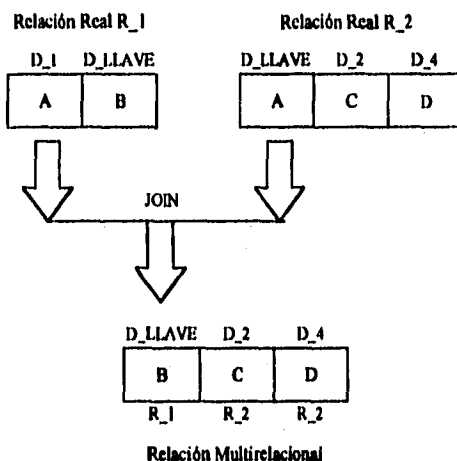 Relación Real R_1
Relación Real R_2
D_1 D_LLAVE
D_LLAVE D_2 D_4
A B
A C D
JOIN
D_LLAVE D_2 D_4
B C D
R_1 R_2 R_2
Relación Multirelacional